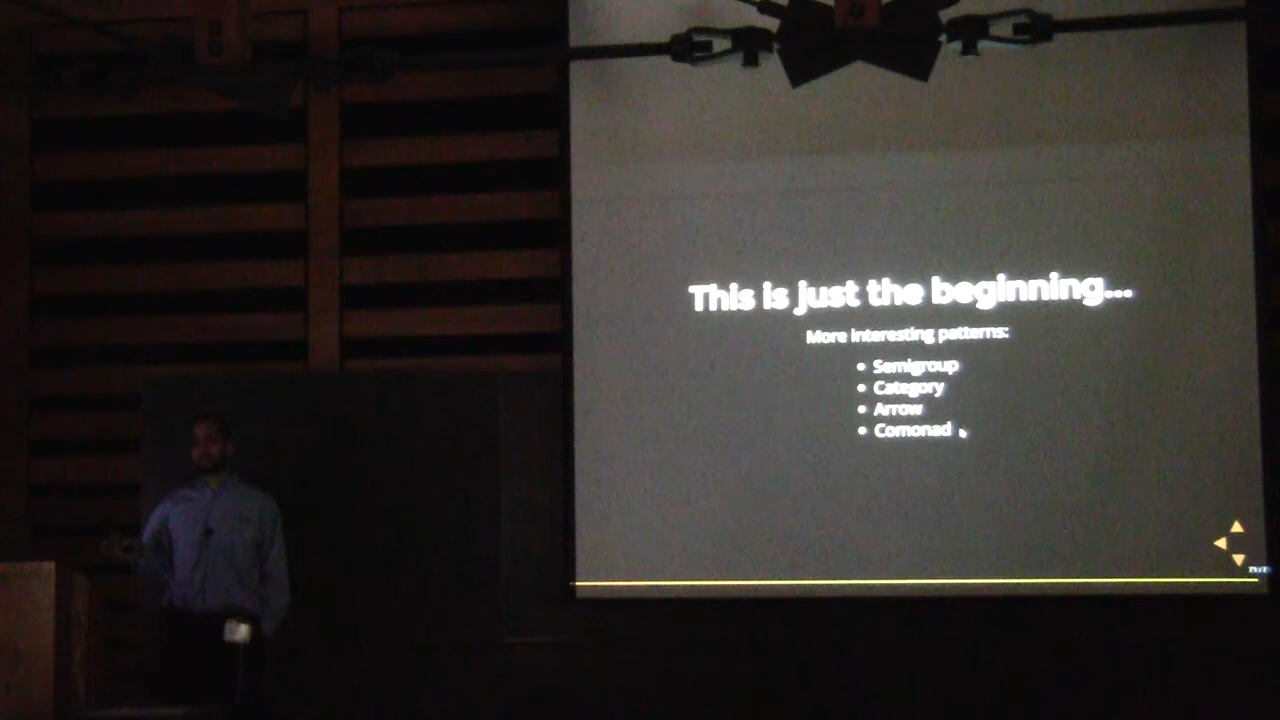 This is just the beginning...
More interesting patterns:
• Semigroup
• Category
• Arrow
• Comonad